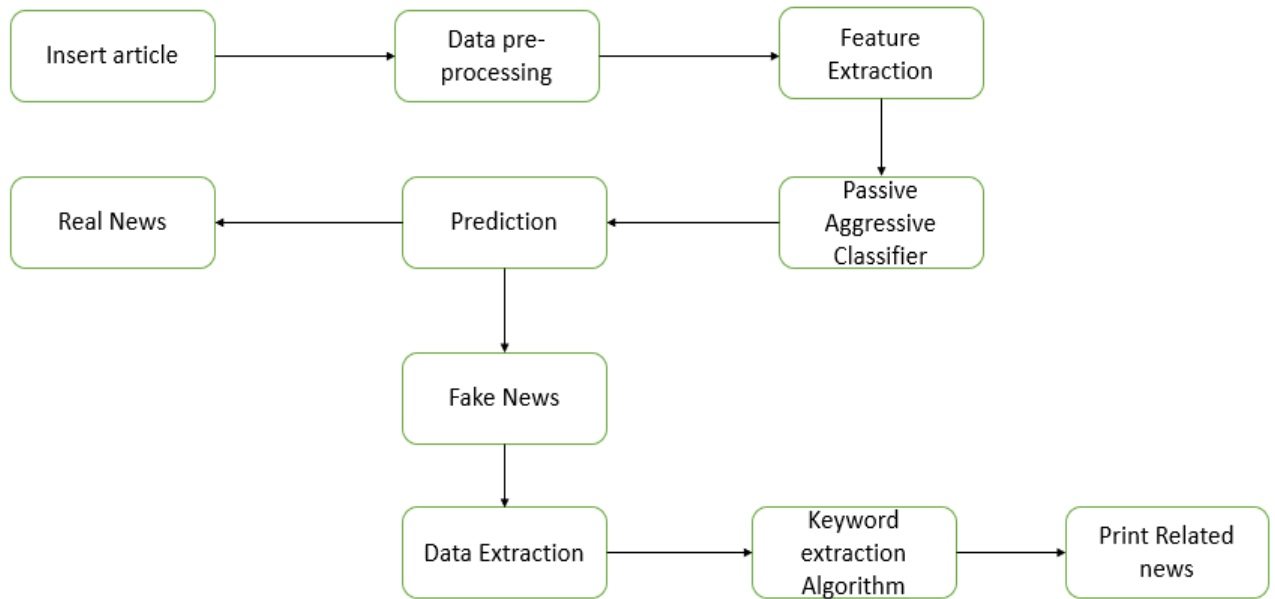 Insert article
Data pre-
processing
Feature
Extraction
Real News
Prediction
Passive
Aggressive
Classifier
Fake News
Data Extraction
Keyword
extraction
Algorithm
Print Related
news